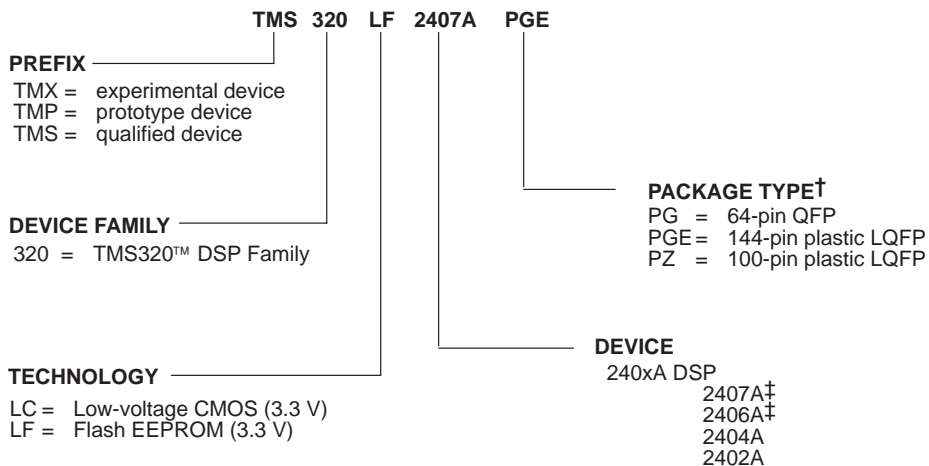 TMS 320 LF 2407A PGE
PREFIX
TMX = experimental device
TMP = prototype device
TMS = qualified device
PACKAGE TYPE†
PG = 64-pin QFP
PGE = 144-pin plastic LQFP
PZ = 100-pin plastic LQFP
DEVICE FAMILY
320 = TMS320™ DSP Family
DEVICE
240xA DSP
2407A‡
2406A‡
2404A
2402A
TECHNOLOGY
LC = Low-voltage CMOS (3.3 V)
LF = Flash EEPROM (3.3 V)